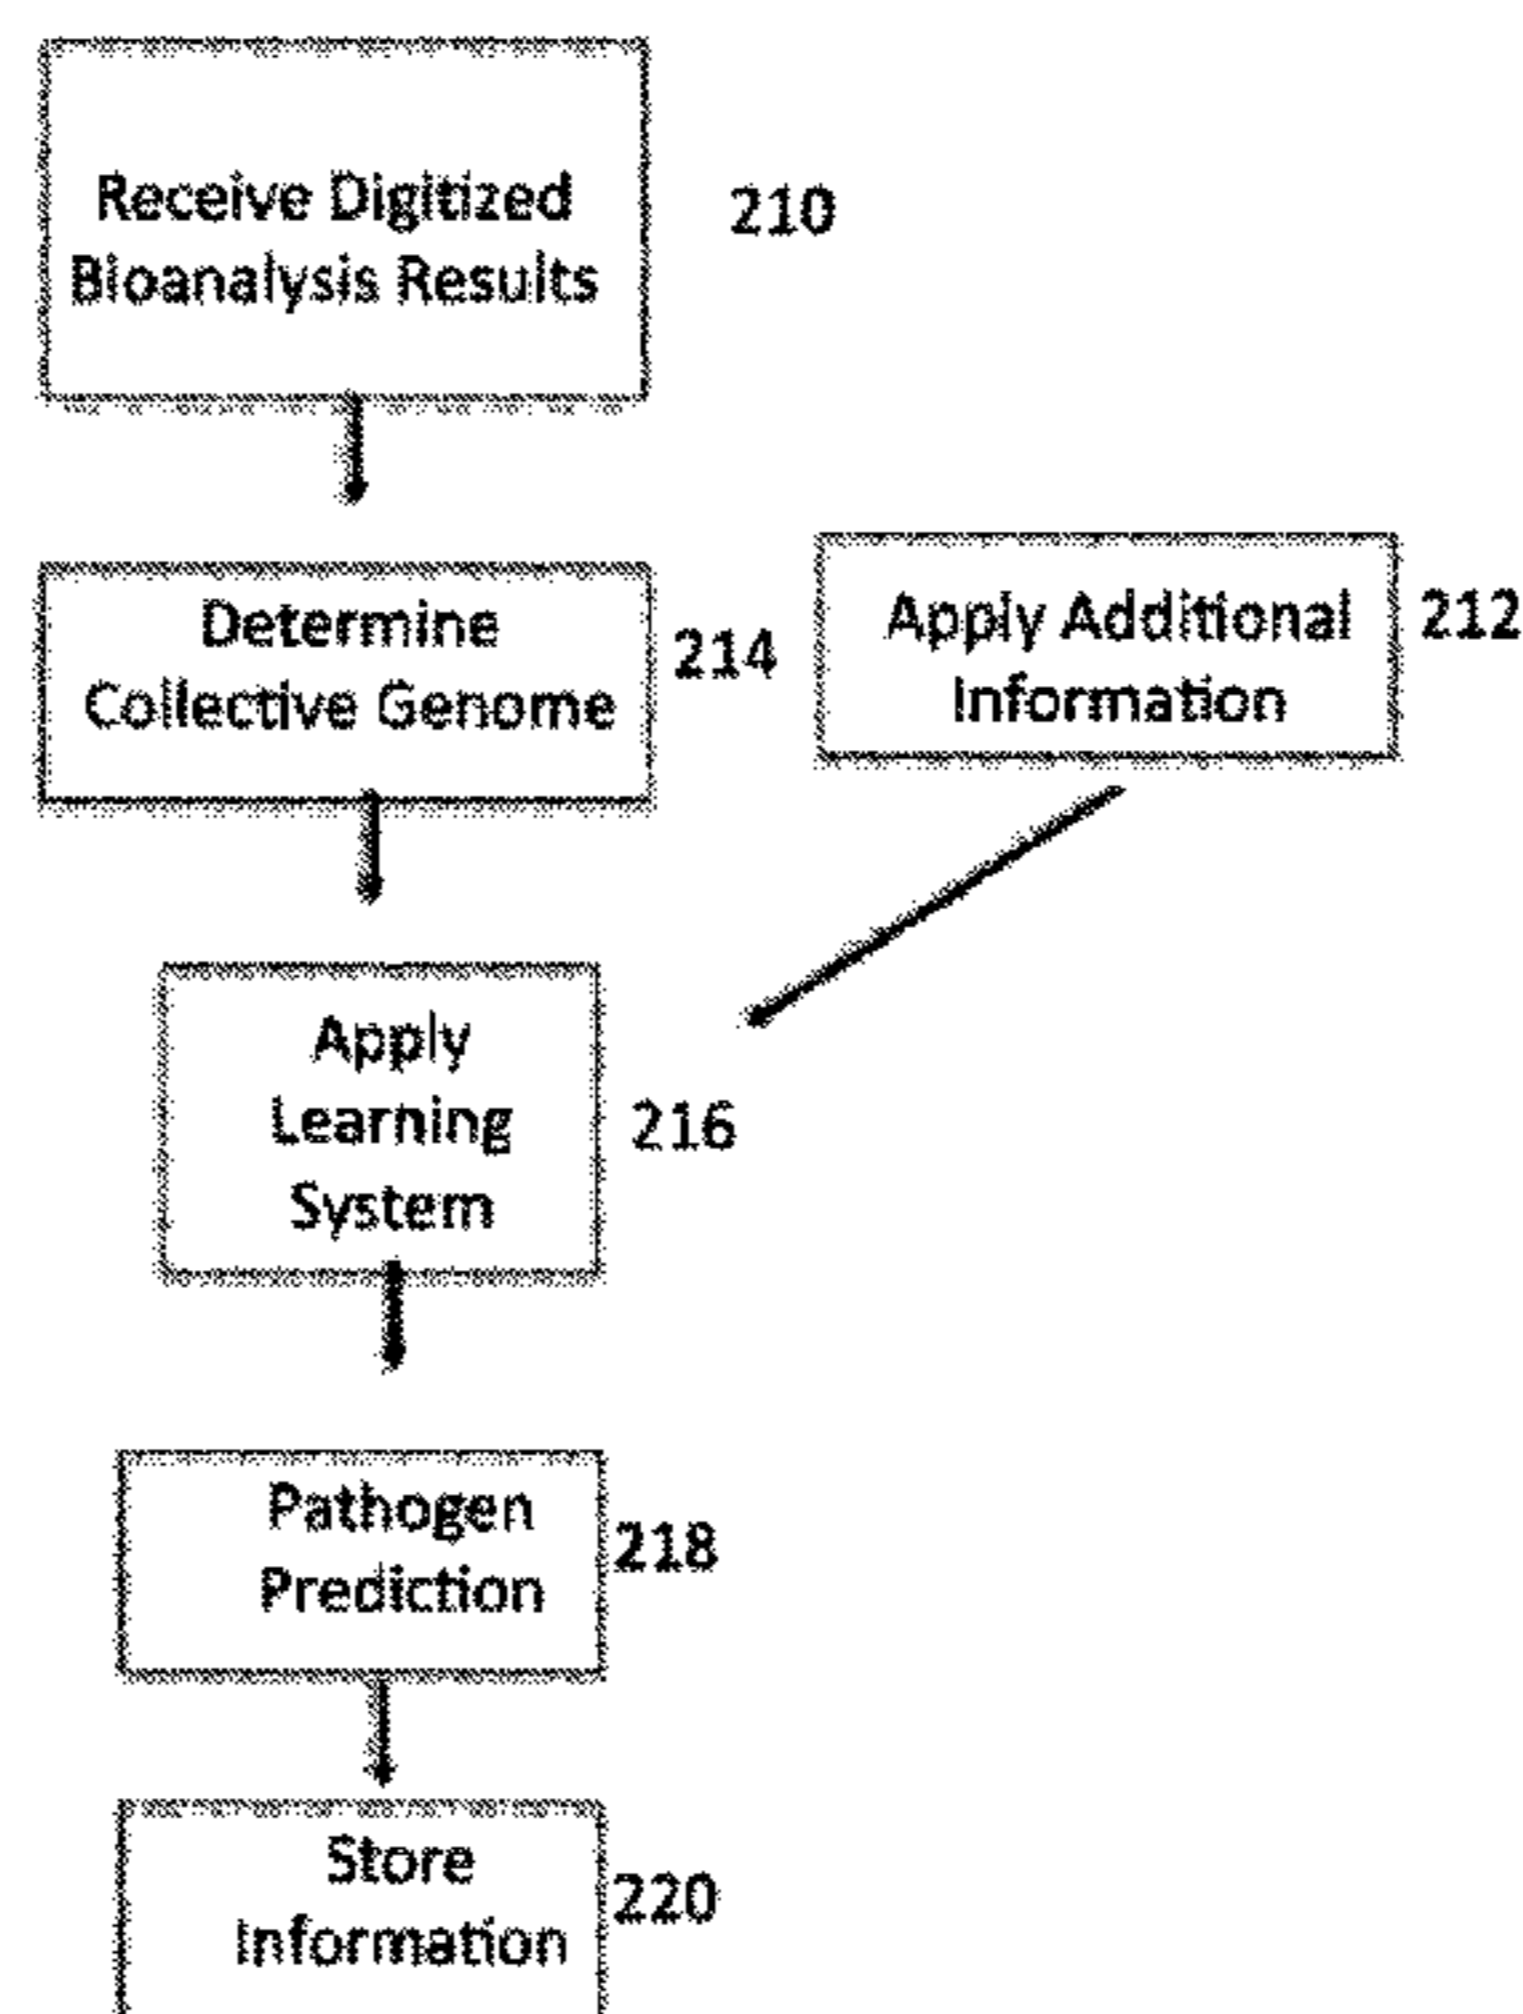 Receive Digitized
Bioanalysis Results
210
Determine
Collective Genome
214
Apply Additional
Information
212
Apply
Learning
System
216
Pathogen
Prediction
218
Store
Information
220